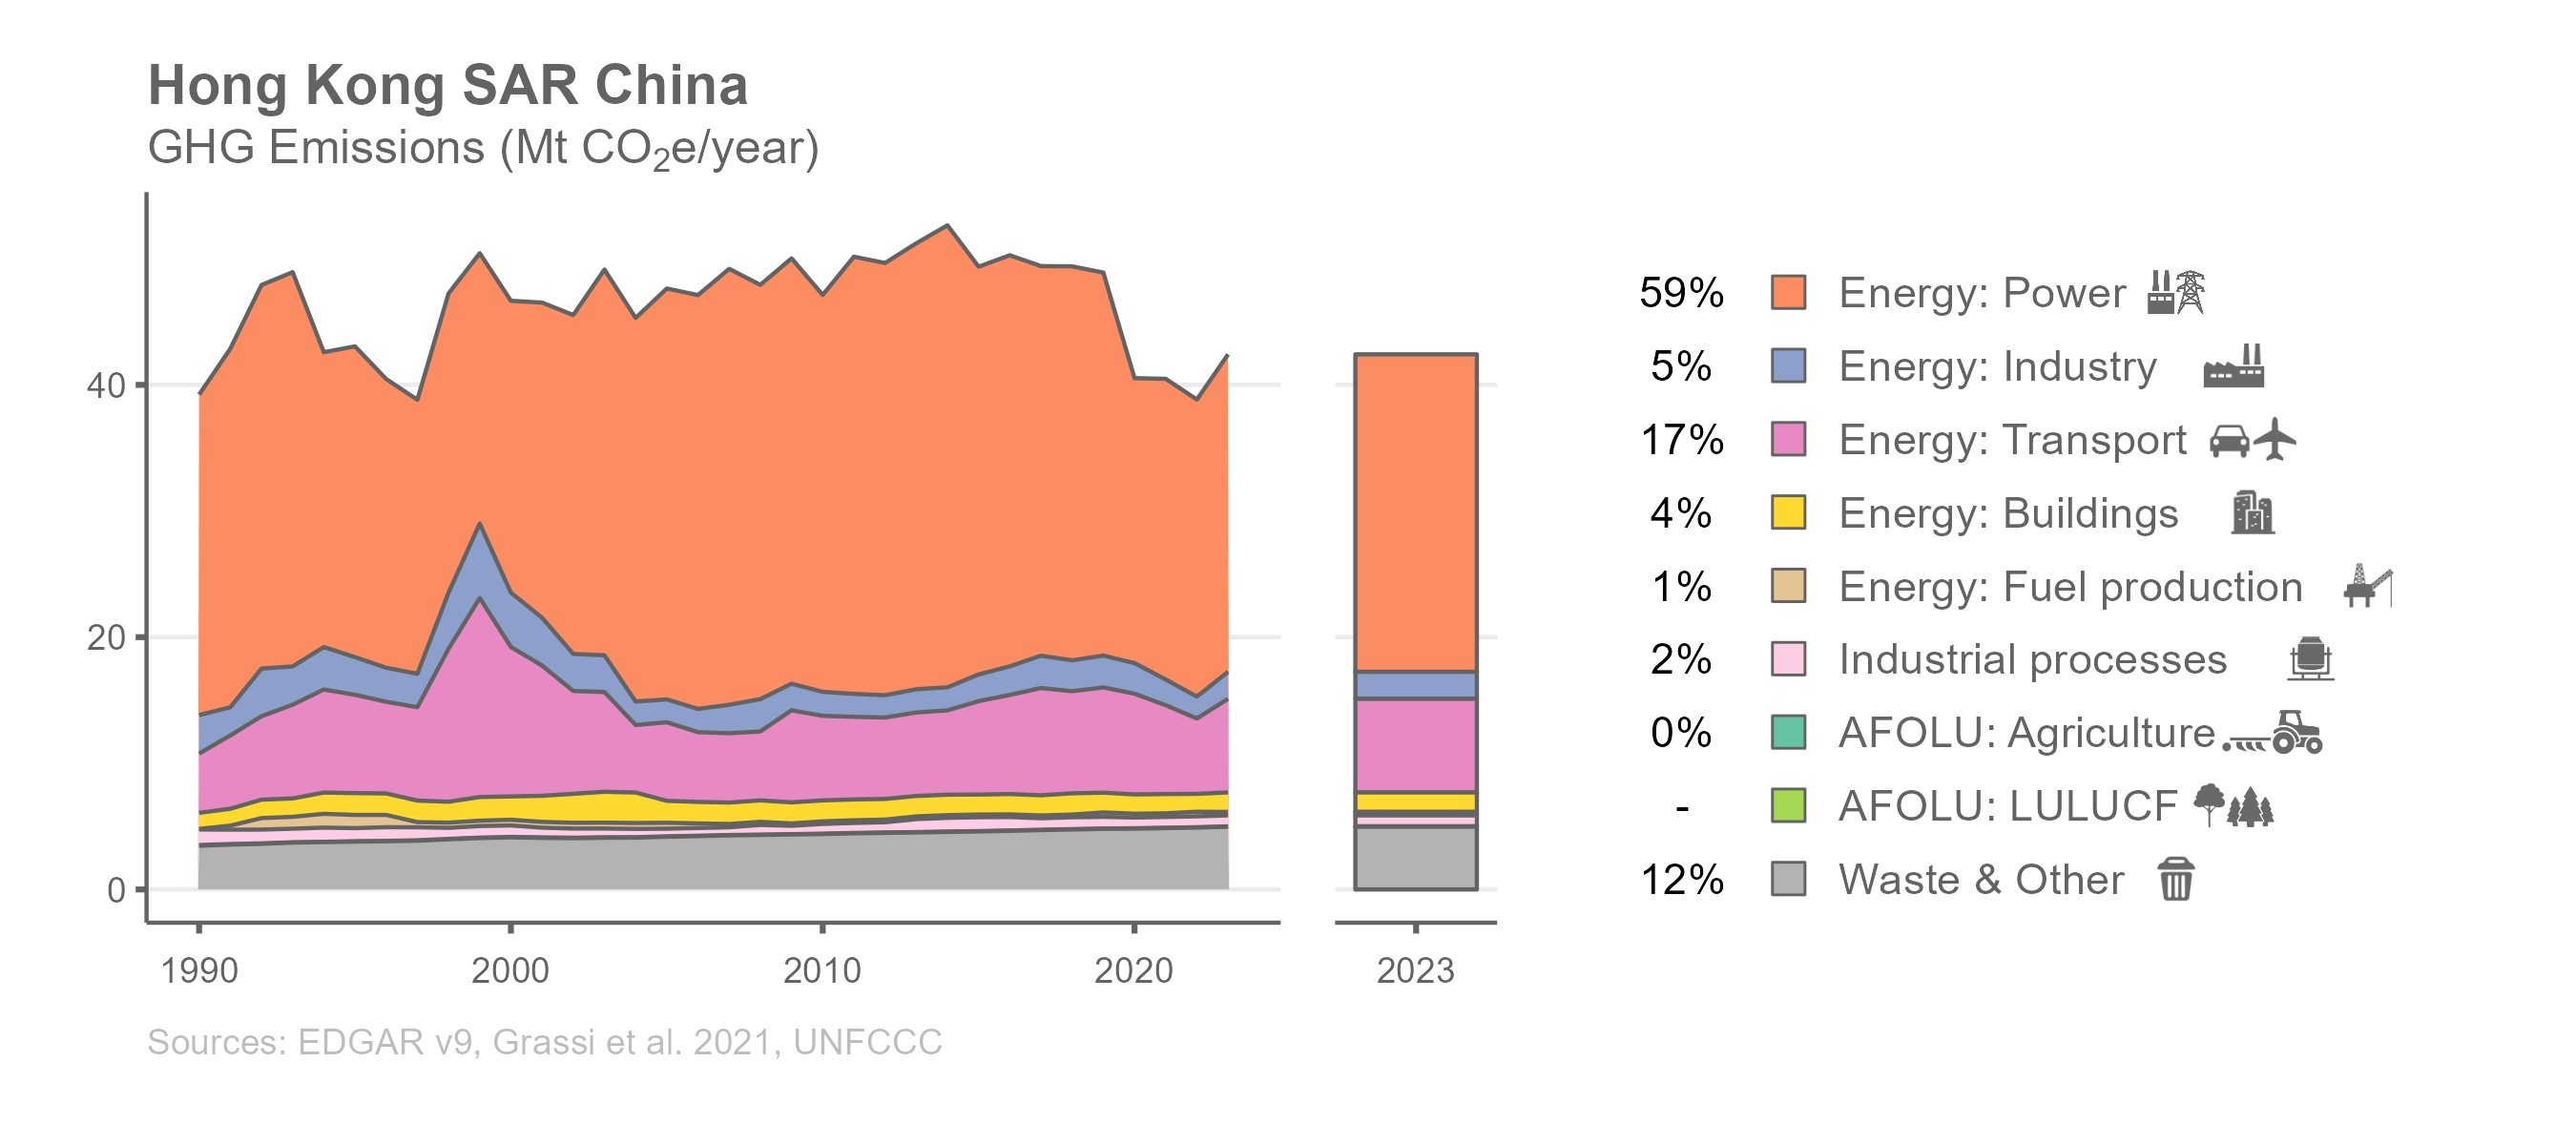 Hong Kong SAR China
GHG Emissions (Mt CO₂e/year)
40
20
0
1990 2000 2010 2020 2023
59% Energy: Power
5% Energy: Industry
17% Energy: Transport
4% Energy: Buildings
1% Energy: Fuel production
2% Industrial processes
0% AFOLU: Agriculture
- AFOLU: LULUCF
12% Waste & Other
Sources: EDGAR v9, Grassi et al. 2021, UNFCCC